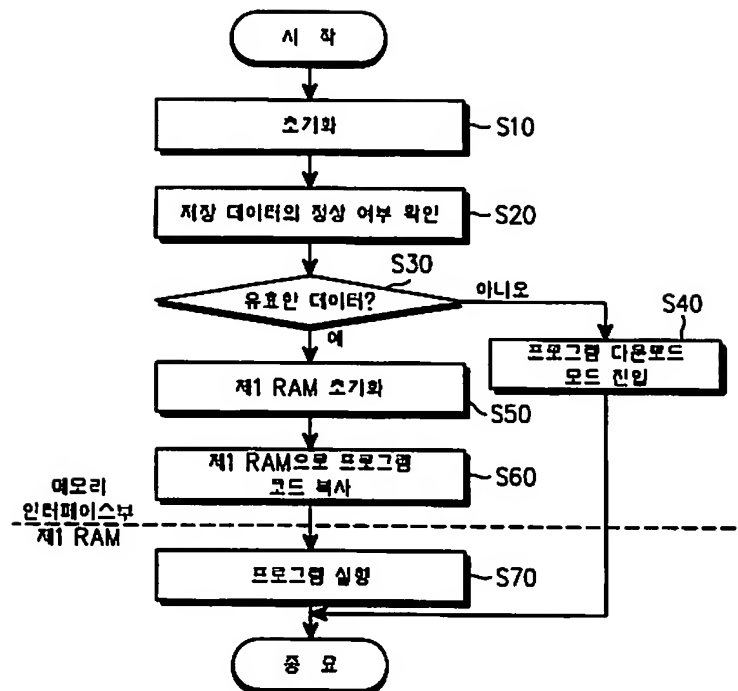 시 작
초기화
S10
저장 데이터의 정상 여부 확인
S20
S30
유효한 데이터?
아니오
예
S40
프로그램 다운모드
모드 진입
제1 RAM 초기화
S50
제1 RAM으로 프로그램
코드 복사
S60
메모리
인터페이스부
제1 RAM
프로그램 실행
S70
종 료